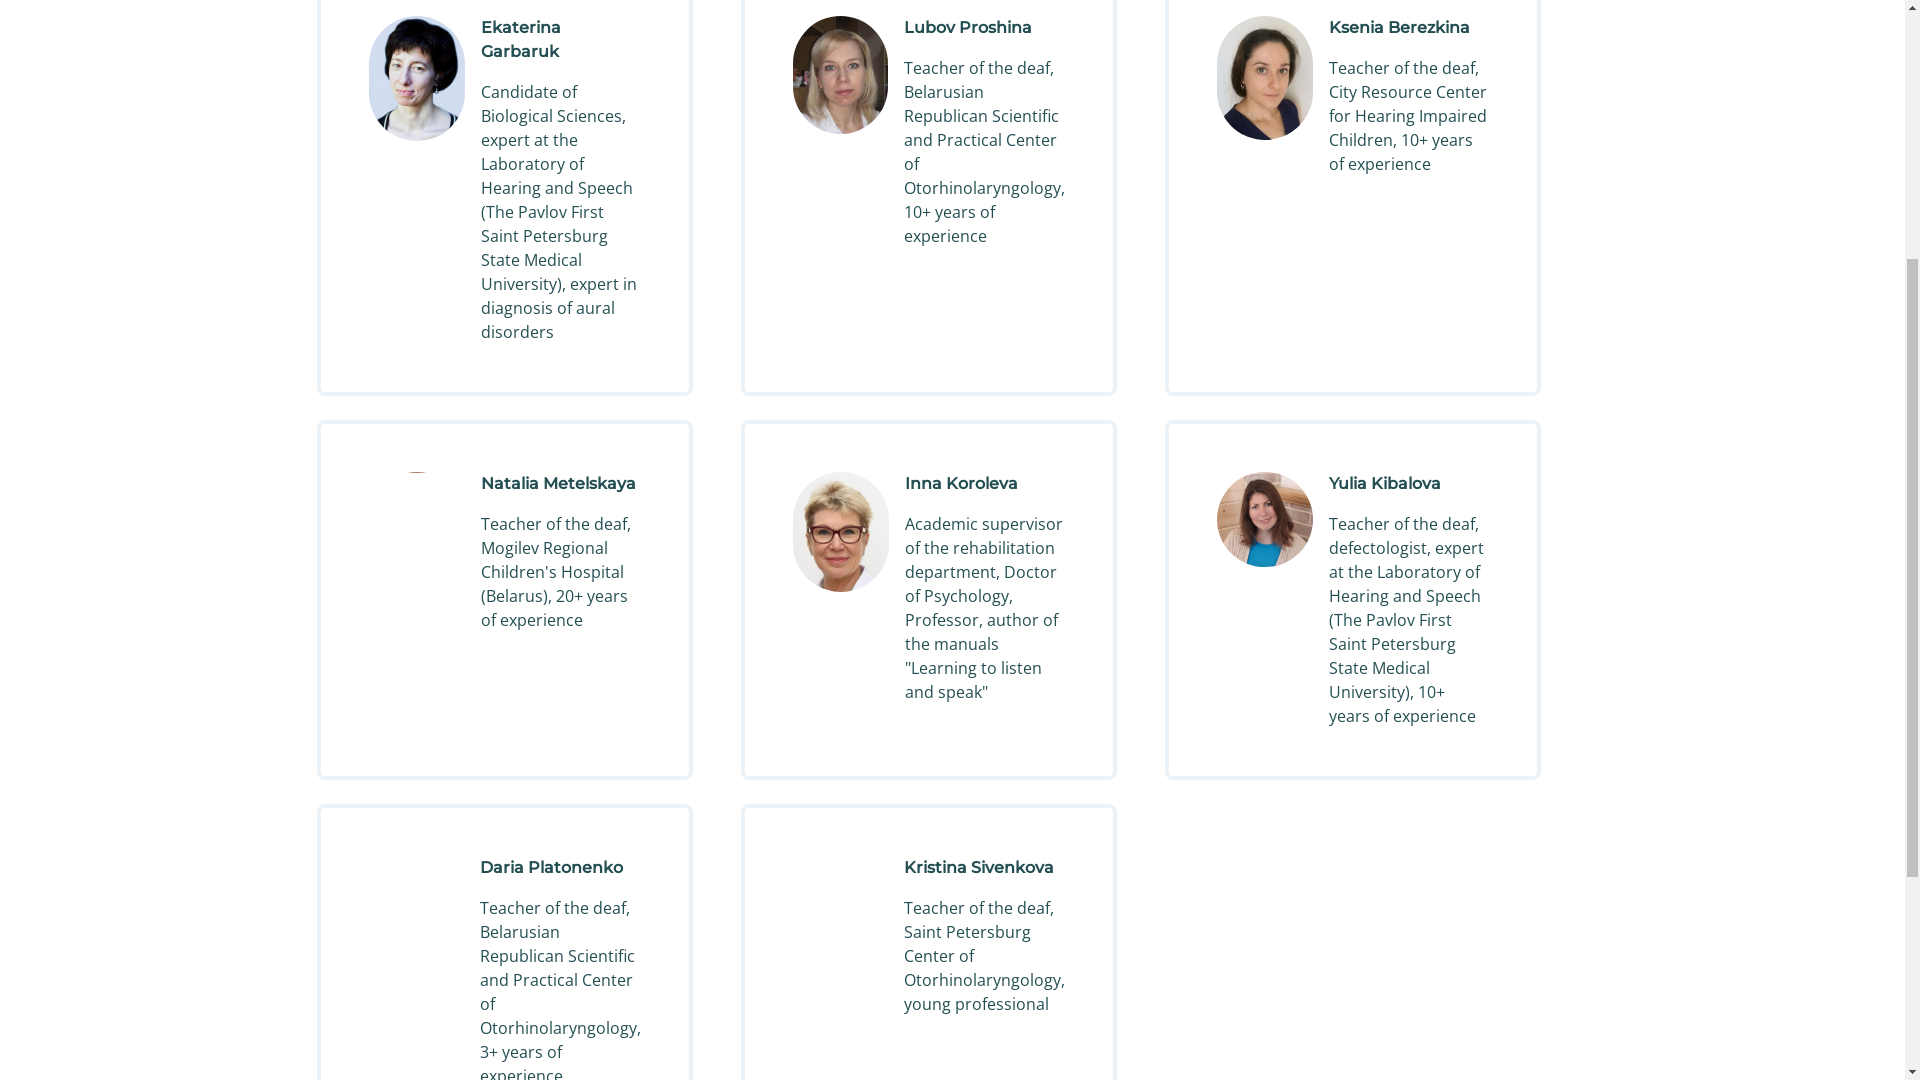 Ekaterina
Garbaruk
Candidate of
Biological Sciences,
expert at the
Laboratory of
Hearing and Speech
(The Pavlov First
Saint Petersburg
State Medical
University), expert in
diagnosis of aural
disorders
Lubov Proshina
Teacher of the deaf,
Belarusian
Republican Scientific
and Practical Center
of
Otorhinolaryngology,
10+ years of
experience
Ksenia Berezkina
Teacher of the deaf,
City Resource Center
for Hearing Impaired
Children, 10+ years
of experience
Natalia Metelskaya
Teacher of the deaf,
Mogilev Regional
Children's Hospital
(Belarus), 20+ years
of experience
Inna Koroleva
Academic supervisor
of the rehabilitation
department, Doctor
of Psychology,
Professor, author of
the manuals
"Learning to listen
and speak"
Yulia Kibalova
Teacher of the deaf,
defectologist, expert
at the Laboratory of
Hearing and Speech
(The Pavlov First
Saint Petersburg
State Medical
University), 10+
years of experience
Daria Platonenko
Teacher of the deaf,
Belarusian
Republican Scientific
and Practical Center
of
Otorhinolaryngology,
3+ years of
experience
Kristina Sivenkova
Teacher of the deaf,
Saint Petersburg
Center of
Otorhinolaryngology,
young professional